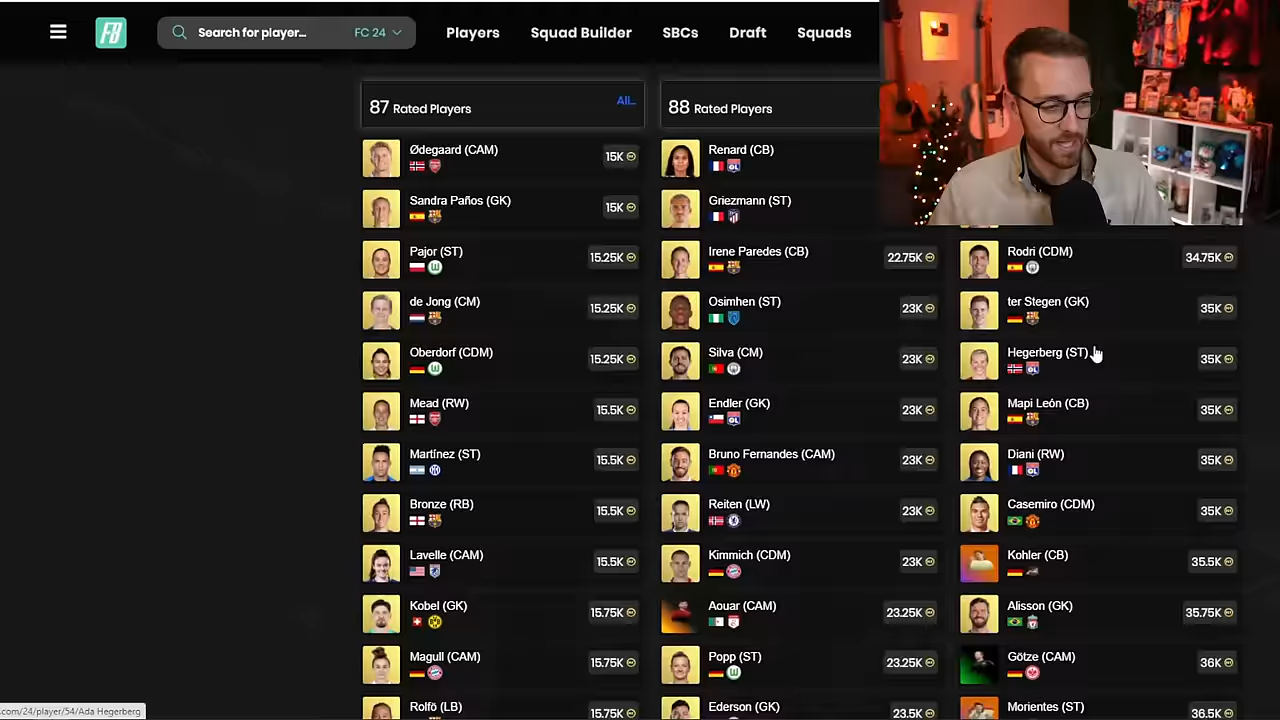 FB
Search for player...
FC 24
Players
Squad Builder
SBCs
Draft
Squads
87 Rated Players
All..
Ødegaard (CAM)
15K
Sandra Paños (GK)
15K
Pajor (ST)
15.25K
de Jong (CM)
15.25K
Oberdorf (CDM)
15.25K
Mead (RW)
15.5K
Martínez (ST)
15.5K
Bronze (RB)
15.5K
Lavelle (CAM)
15.5K
Kobel (GK)
15.75K
Magull (CAM)
15.75K
Rolfö (LB)
15.75K
88 Rated Players
Renard (CB)
Griezmann (ST)
Irene Paredes (CB)
22.75K
Osimhen (ST)
23K
Silva (CM)
23K
Endler (GK)
23K
Bruno Fernandes (CAM)
23K
Reiten (LW)
23K
Kimmich (CDM)
23K
Aouar (CAM)
23.25K
Popp (ST)
23.25K
Ederson (GK)
23.5K
Rodri (CDM)
34.75K
ter Stegen (GK)
35K
Hegerberg (ST)
35K
Mapi León (CB)
35K
Diani (RW)
35K
Casemiro (CDM)
35K
Kohler (CB)
35.5K
Alisson (GK)
35.75K
Götze (CAM)
36K
Morientes (ST)
36.5K
.com/24/player/54/Ada Hegerberg